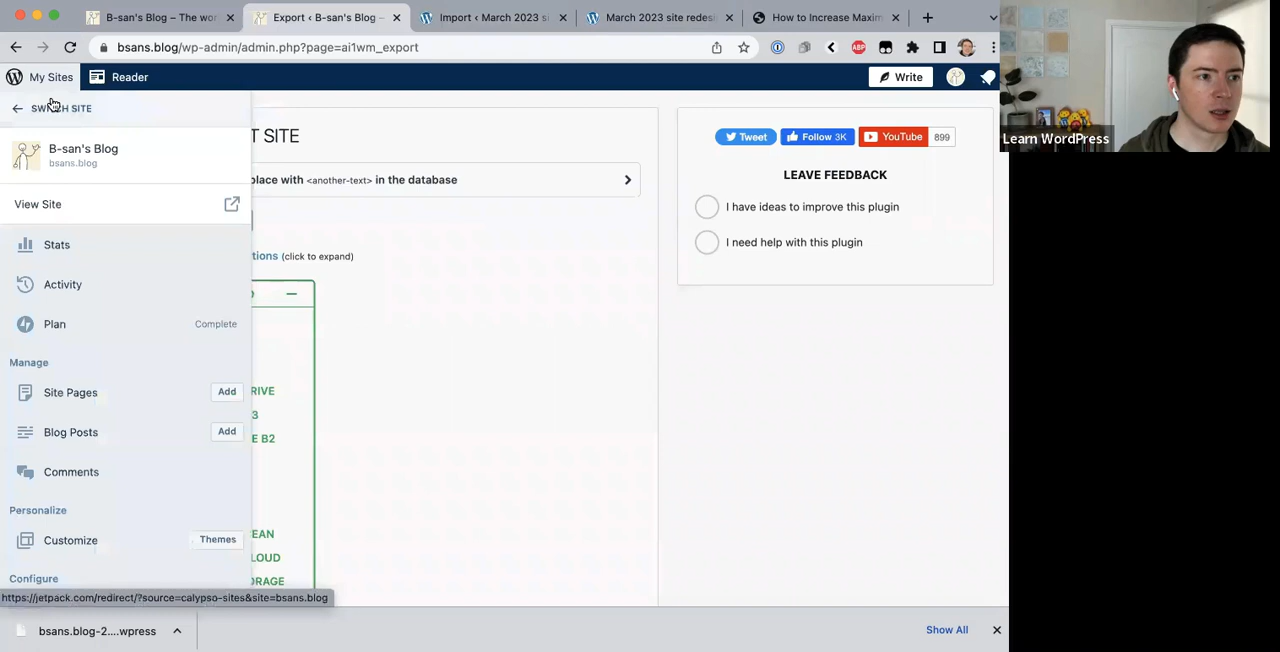 B-san's Blog – The wor
Export ‹ B-san's Blog –
Import ‹ March 2023 si
March 2023 site redes
How to Increase Maxim
bsans.blog/wp-admin/admin.php?page=ai1wm_export
ABP
My Sites
Reader
Write
SWITCH SITE
B-san's Blog
bsans.blog
View Site
Stats
Activity
Plan
Complete
Manage
Site Pages
Add
Blog Posts
Add
Comments
Personalize
Customize
Themes
Configure
T SITE
place with <another-text> in the database
tions (click to expand)
RIVE
3
E B2
EAN
LOUD
ORAGE
Tweet
Follow 3K
YouTube
899
LEAVE FEEDBACK
I have ideas to improve this plugin
I need help with this plugin
Learn WordPress
https://jetpack.com/redirect/?source=calypso-sites&site=bsans.blog
bsans.blog-2....wpress
Show All